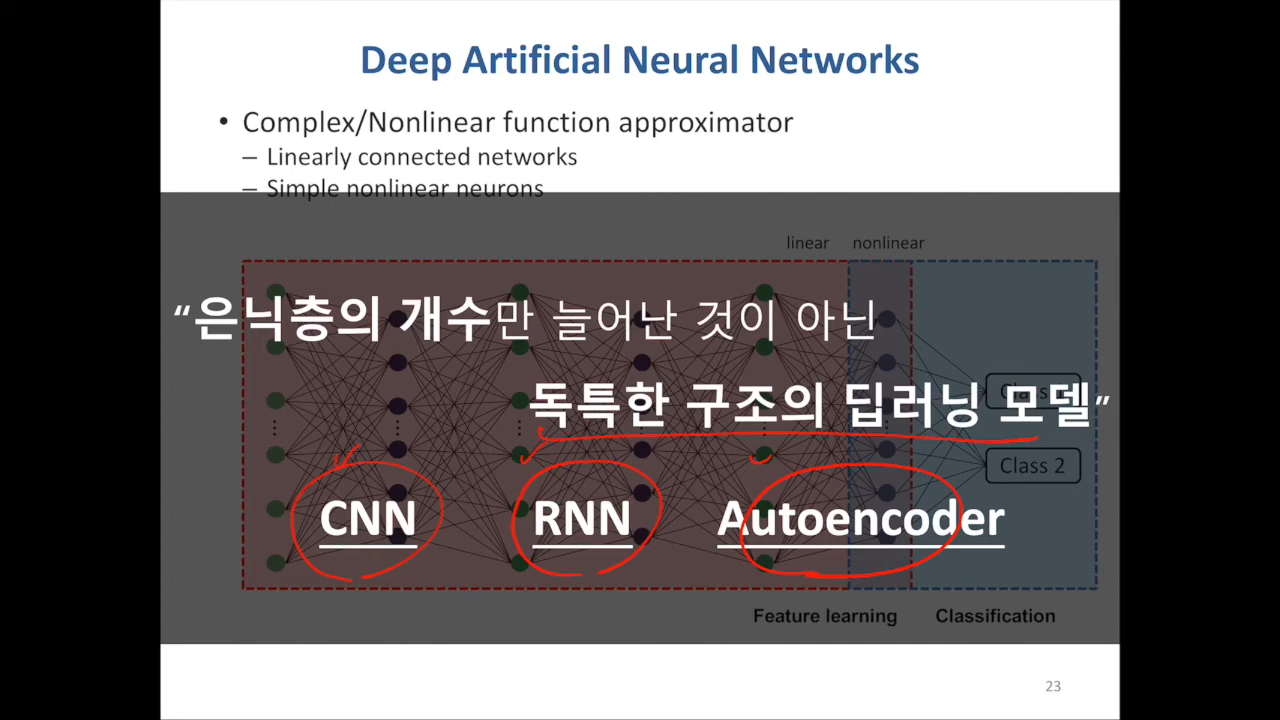 Deep Artificial Neural Networks
• Complex/Nonlinear function approximator
– Linearly connected networks
– Simple nonlinear neurons
linear nonlinear
“은닉층의 개수만 늘어난 것이 아닌
독특한 구조의 딥러닝 모델”
Class
Class 2
CNN RNN Autoencoder
Feature learning Classification
23